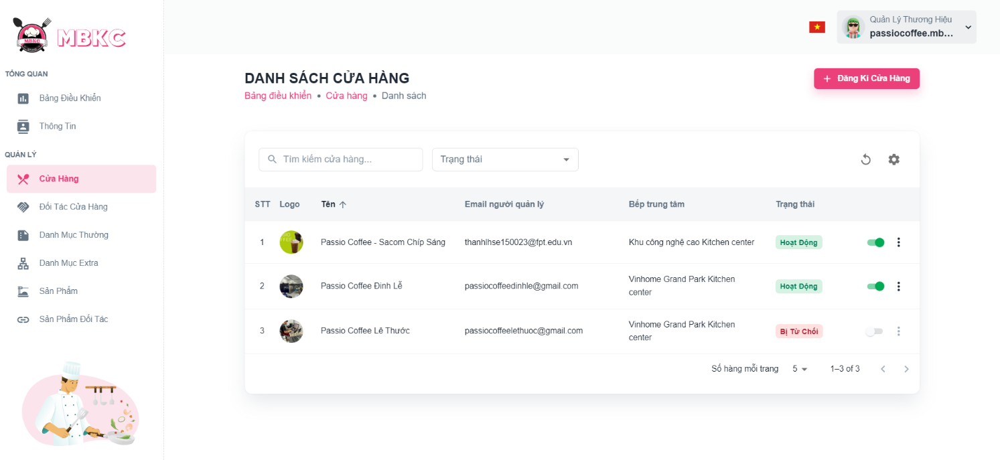 MBKC
MBKC
Quản Lý Thương Hiệu
passiocoffee.mb...
TỔNG QUAN
Bảng Điều Khiển
Thông Tin
QUẢN LÝ
Cửa Hàng
Đối Tác Cửa Hàng
Danh Mục Thường
Danh Mục Extra
Sản Phẩm
Sản Phẩm Đối Tác
DANH SÁCH CỬA HÀNG
Bảng điều khiển • Cửa hàng • Danh sách
+ Đăng Kí Cửa Hàng
Tìm kiếm cửa hàng...
Trạng thái
STT Logo Tên ↑ Email người quản lý Bếp trung tâm Trạng thái
1 Passio Coffee - Sacom Chíp Sáng thanhlhse150023@fpt.edu.vn Khu công nghệ cao Kitchen center Hoạt Động
2 Passio Coffee Đinh Lễ passiocoffeedinhle@gmail.com Vinhome Grand Park Kitchen Hoạt Động
center
3 Passio Coffee Lê Thước passiocoffeelethuoc@gmail.com Vinhome Grand Park Kitchen Bị Từ Chối
center
Số hàng mỗi trang 5 1–3 of 3